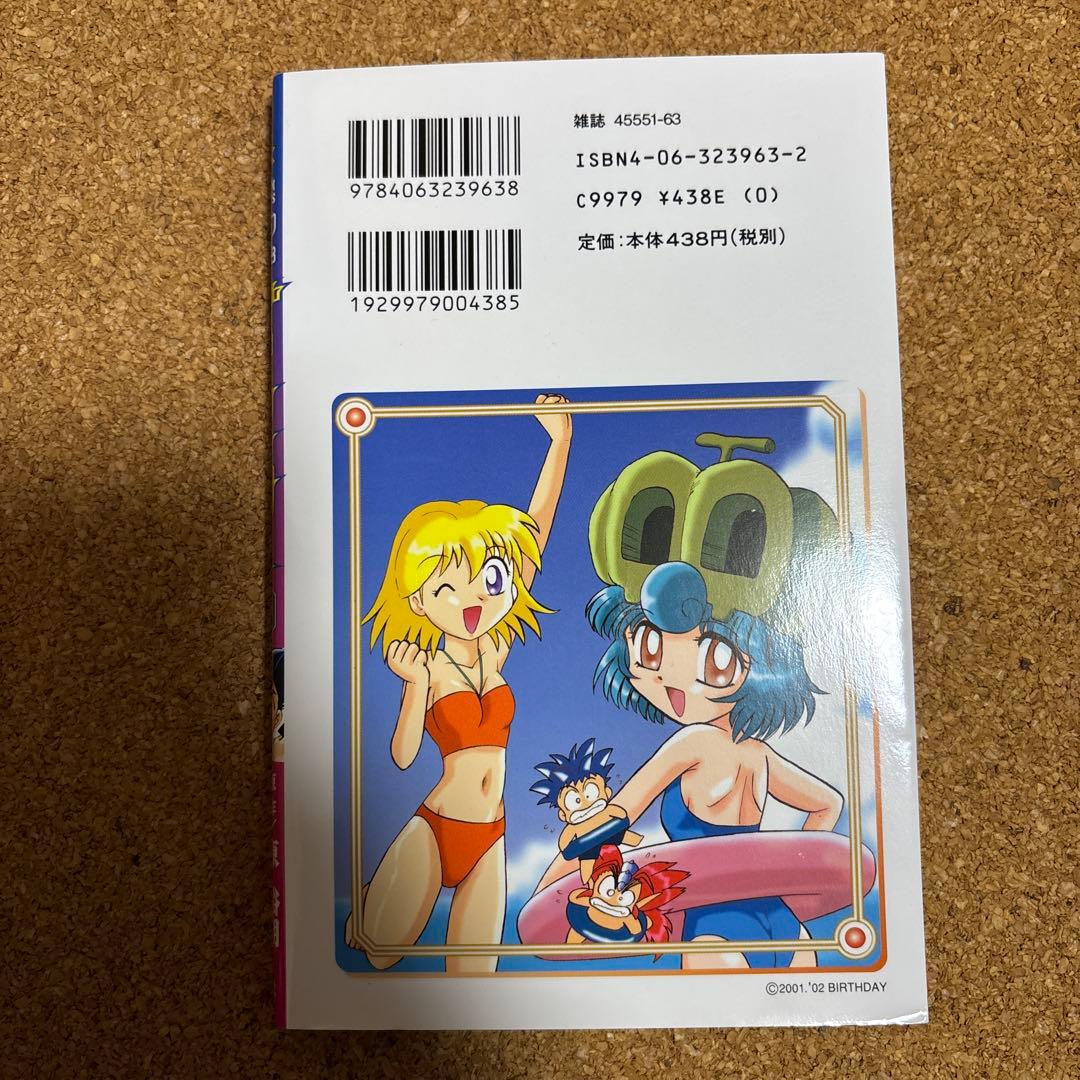 9784063239638
1929979004385
雑誌 45551-63
ISBN4-06-323963-2
C9979 ¥438E (0)
定価:本体438円(税別)
©2001.'02 BIRTHDAY